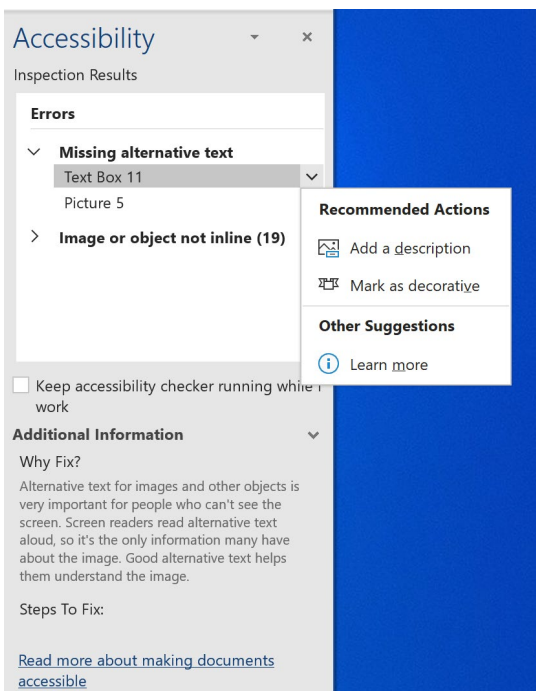 Accessibility
Inspection Results
Errors
Missing alternative text
Text Box 11
Picture 5
Image or object not inline (19)
Recommended Actions
Add a description
Mark as decorative
Other Suggestions
Learn more
Keep accessibility checker running while I
work
Additional Information
Why Fix?
Alternative text for images and other objects is
very important for people who can't see the
screen. Screen readers read alternative text
aloud, so it's the only information many have
about the image. Good alternative text helps
them understand the image.
Steps To Fix:
Read more about making documents
accessible